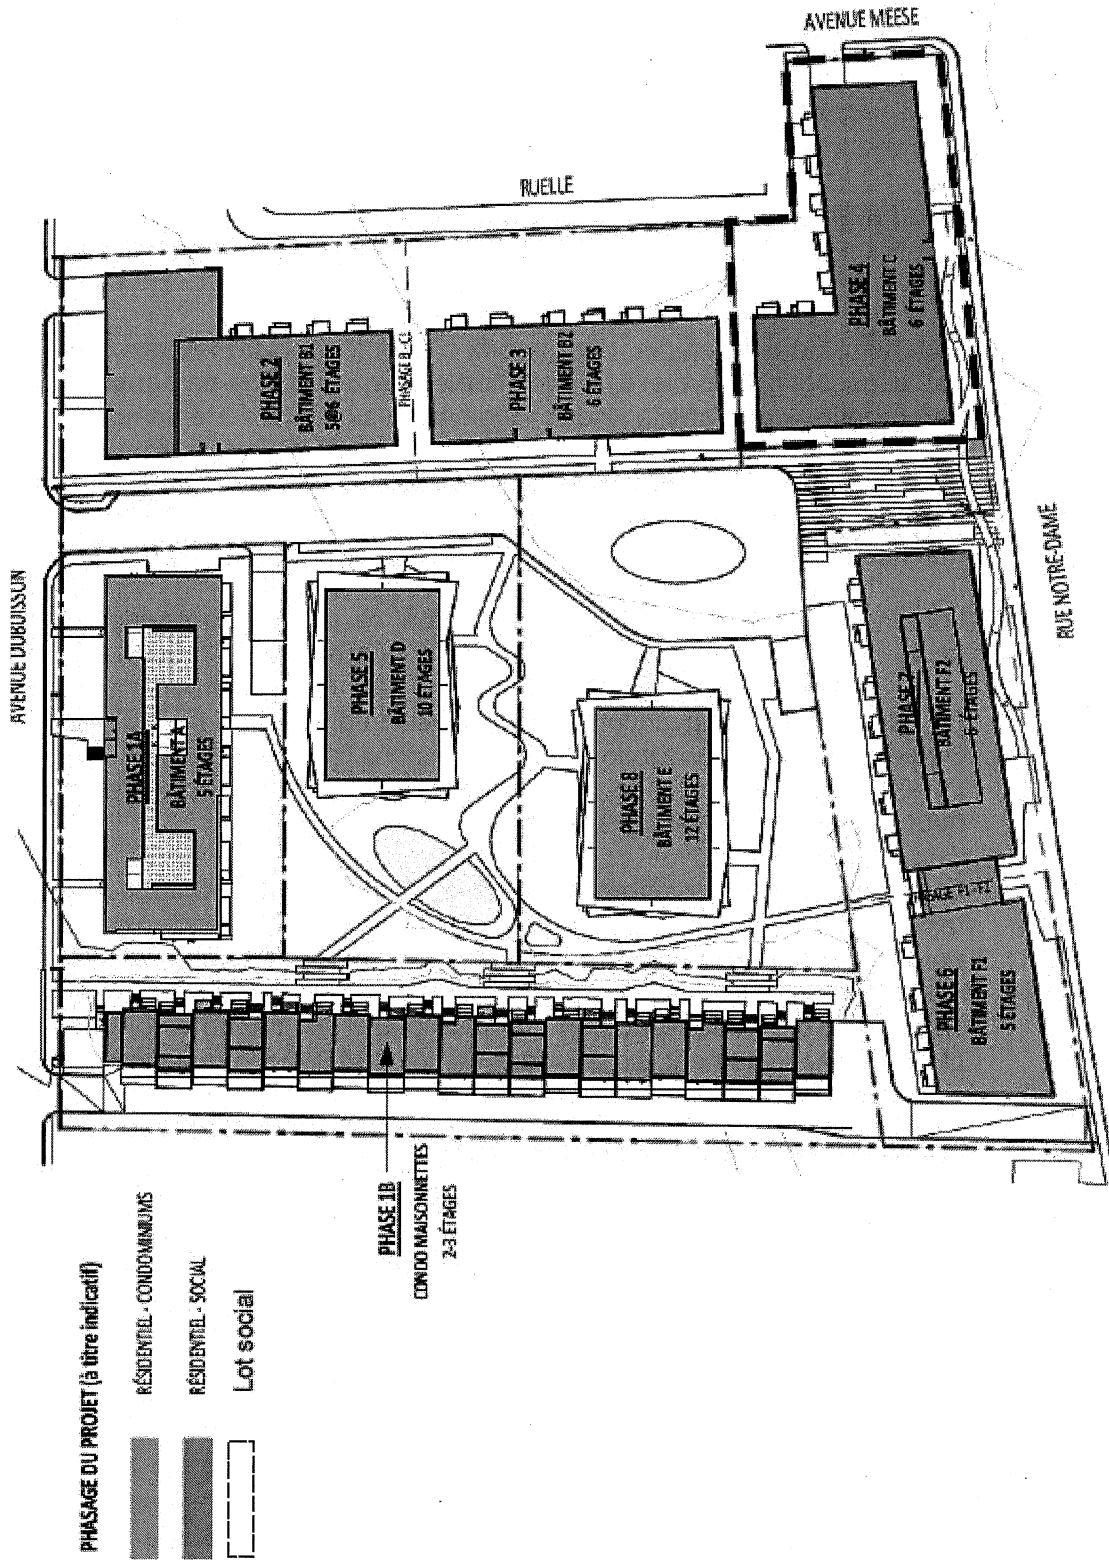 PHASAGE DU PROJET (à titre indicatif)
RÉSIDENTIEL - CONDOMINIUMS
RÉSIDENTIEL - SOCIAL
Lot social
AVENUE DUBUISSON
AVENUE MEESE
RUELLE
RUE NOTRE-DAME
PHASE 1A
BÂTIMENT A
5 ÉTAGES
PHASE 1B
CONDO MAISONNETTES
2-3 ÉTAGES
PHASE 2
BÂTIMENT B1
5@6 ÉTAGES
PHASE 3
BÂTIMENT B2
6 ÉTAGES
PHASE 4
BÂTIMENT C
6 ÉTAGES
PHASE 5
BÂTIMENT D
10 ÉTAGES
PHASE 8
BÂTIMENT E
12 ÉTAGES
PHASE 7
BÂTIMENT F2
6 ÉTAGES
PHASE 6
BÂTIMENT F1
5 ÉTAGES